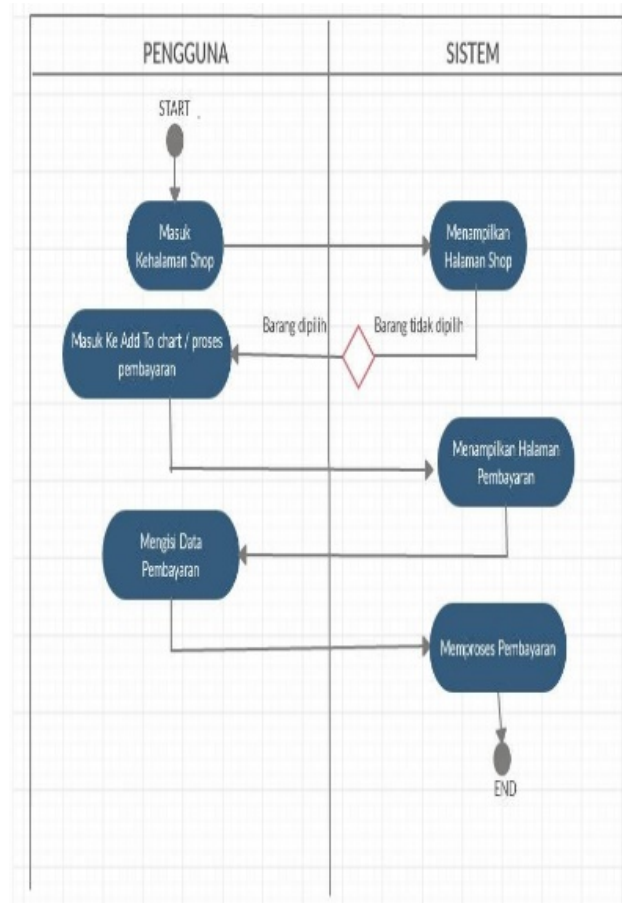 PENGGUNA
SISTEM
START
Masuk
Kehalaman Shop
Menampilkan
Halaman Shop
Barang dipilih
Barang tidak dipilih
Masuk Ke Add To chart / proses
pembayaran
Menampilkan Halaman
Pembayaran
Mengisi Data
Pembayaran
Memproses Pembayaran
END